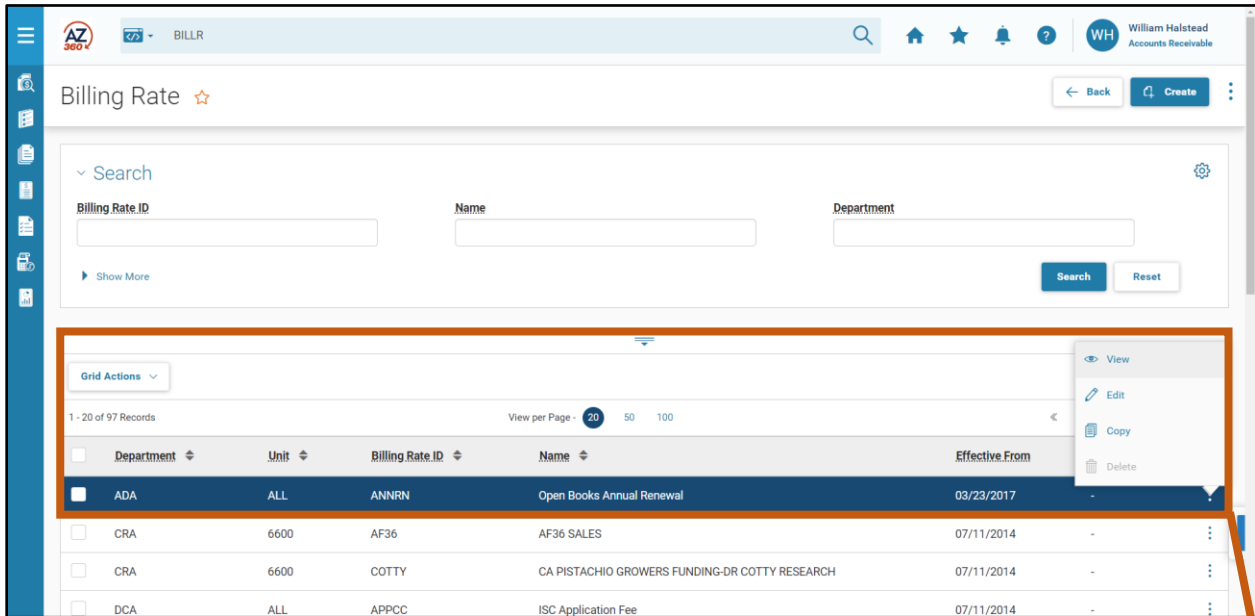 AZ 360 BILLR ? WH William Halstead
Accounts Receivable
Billing Rate Back Create
Search
Billing Rate ID Name Department
Show More Search Reset
View
Grid Actions
Edit
1 - 20 of 97 Records View per Page - 20 50 100 «
Copy
Department Unit Billing Rate ID Name Effective From
Delete
ADA ALL ANNRN Open Books Annual Renewal 03/23/2017 -
CRA 6600 AF36 AF36 SALES 07/11/2014 -
CRA 6600 COTTY CA PISTACHIO GROWERS FUNDING-DR COTTY RESEARCH 07/11/2014 -
DCA ALL APPCC ISC Application Fee 07/11/2014 -